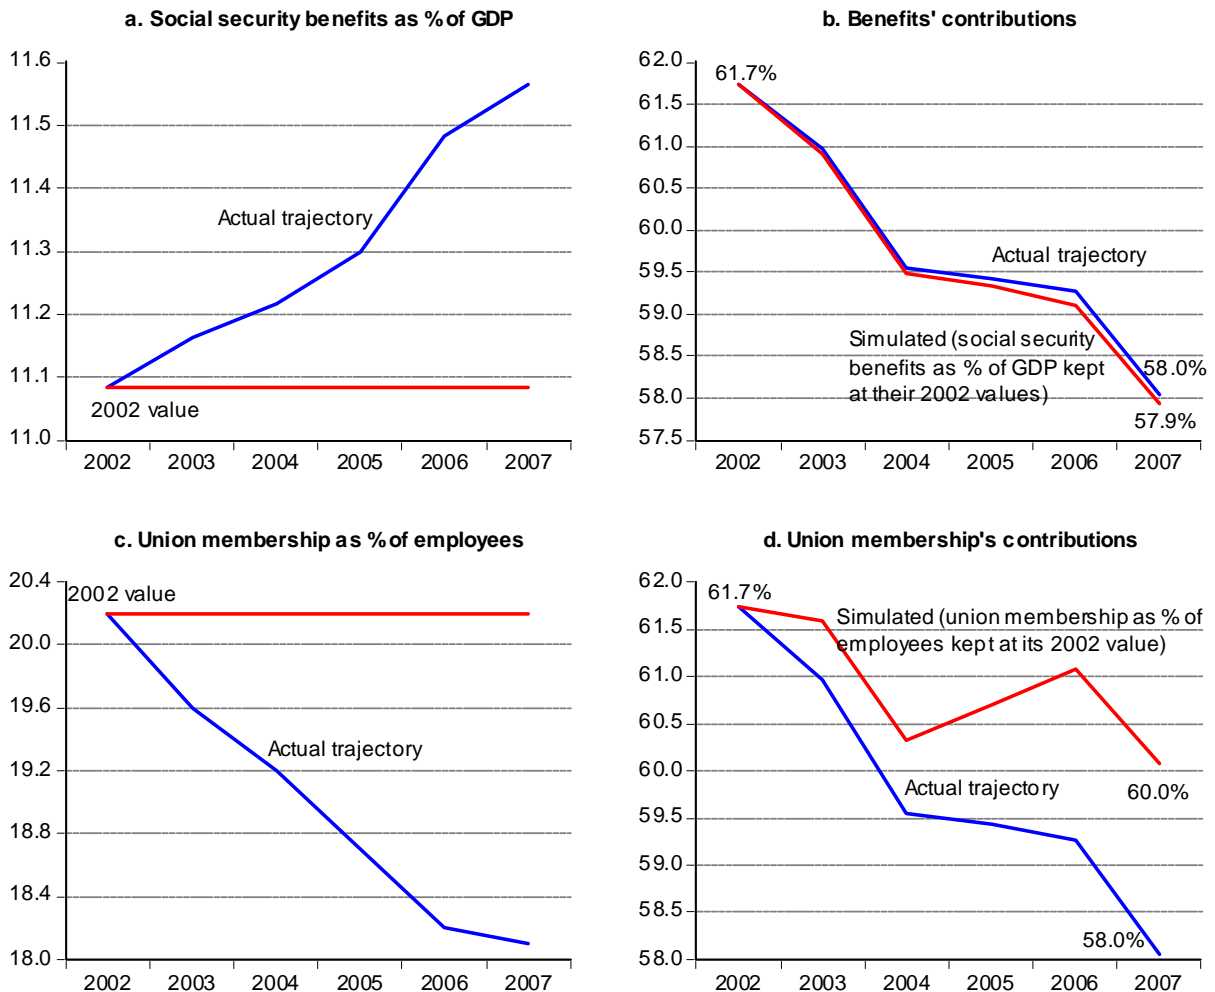 a. Social security benefits as % of GDP
11.6
11.5
11.4
11.3
11.2
11.1
11.0
Actual trajectory
2002 value
2002 2003 2004 2005 2006 2007
b. Benefits' contributions
62.0
61.5
61.0
60.5
60.0
59.5
59.0
58.5
58.0
57.5
61.7%
Actual trajectory
Simulated (social security
benefits as % of GDP kept
at their 2002 values)
58.0%
57.9%
2002 2003 2004 2005 2006 2007
c. Union membership as % of employees
20.4
20.0
19.6
19.2
18.8
18.4
18.0
2002 value
Actual trajectory
2002 2003 2004 2005 2006 2007
d. Union membership's contributions
62.0
61.5
61.0
60.5
60.0
59.5
59.0
58.5
58.0
61.7%
Simulated (union membership as % of
employees kept at its 2002 value)
Actual trajectory
60.0%
58.0%
2002 2003 2004 2005 2006 2007